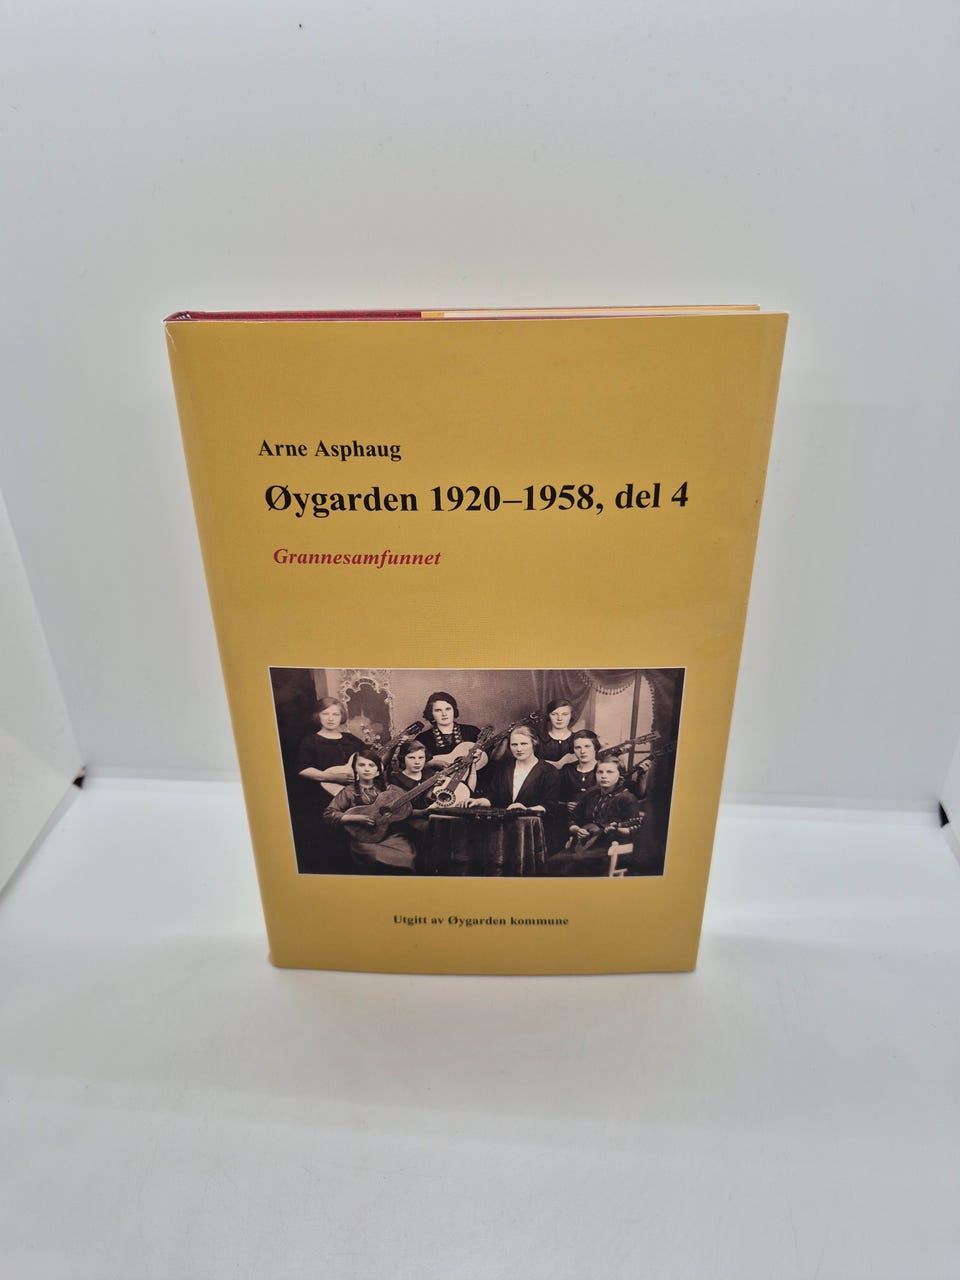 Arne Asphaug
Øygarden 1920–1958, del 4
Grannesamfunnet
Utgitt av Øygarden kommune